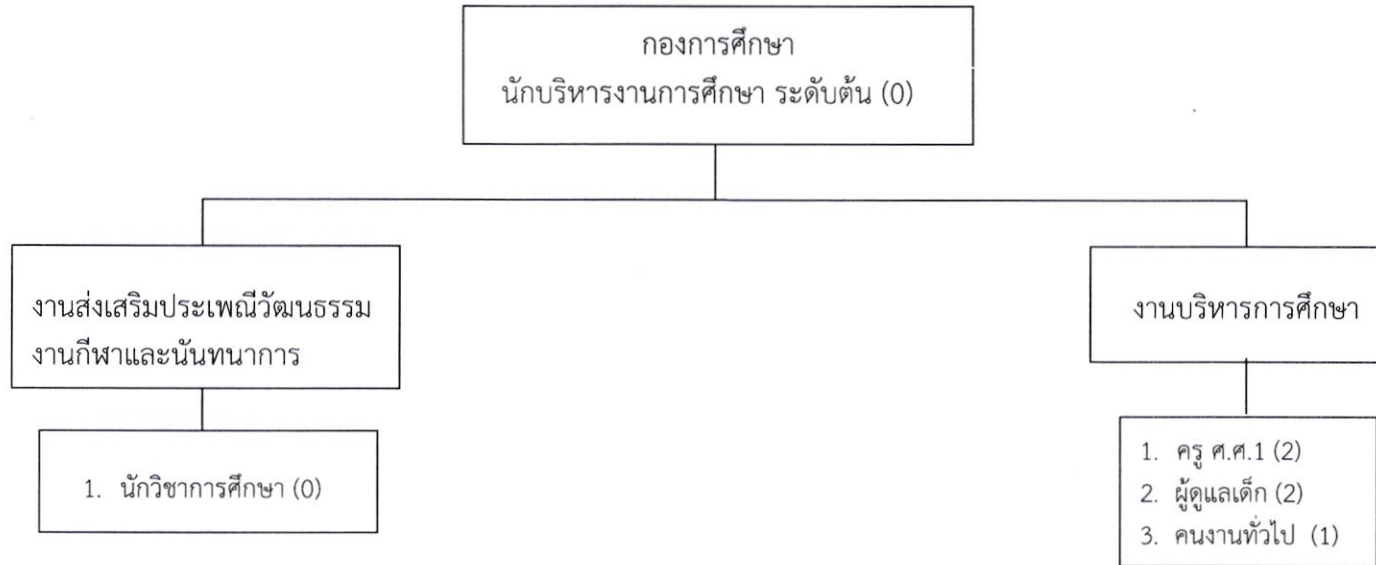 กองการศึกษา
นักบริหารงานการศึกษา ระดับต้น (0)
งานส่งเสริมประเพณีวัฒนธรรม
งานกีฬาและนันทนาการ
1. นักวิชาการศึกษา (0)
งานบริหารการศึกษา
1. ครู ศ.ศ.1 (2)
2. ผู้ดูแลเด็ก (2)
3. คนงานทั่วไป (1)